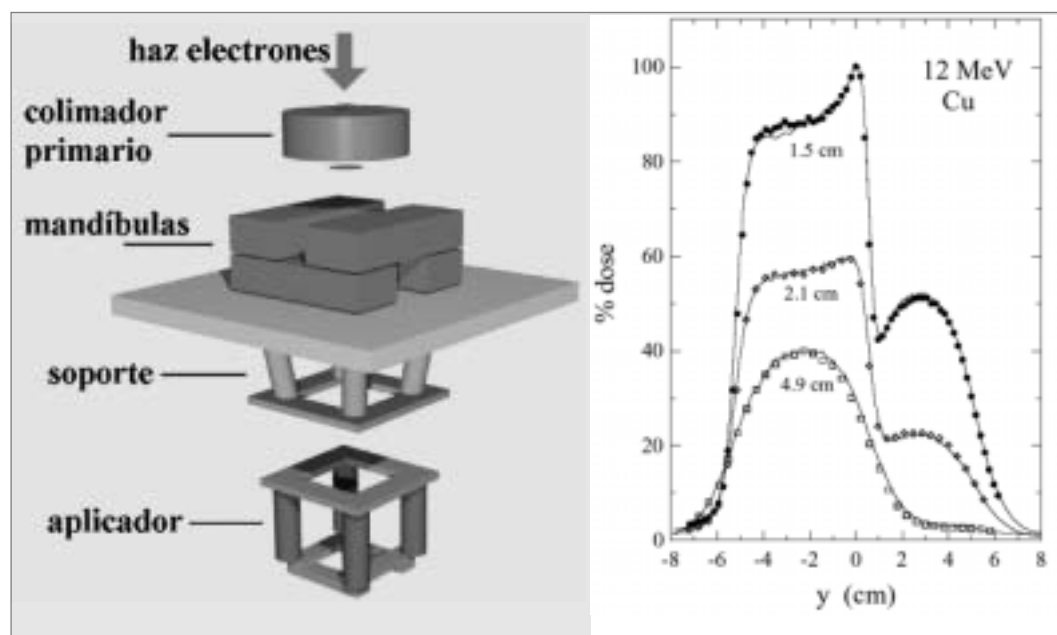 haz electrones
colimador
primario
mandíbulas
soporte
aplicador
12 MeV
Cu
1.5 cm
2.1 cm
4.9 cm
% dose
100
80
60
40
20
0
-8 -6 -4 -2 0 2 4 6 8
y (cm)